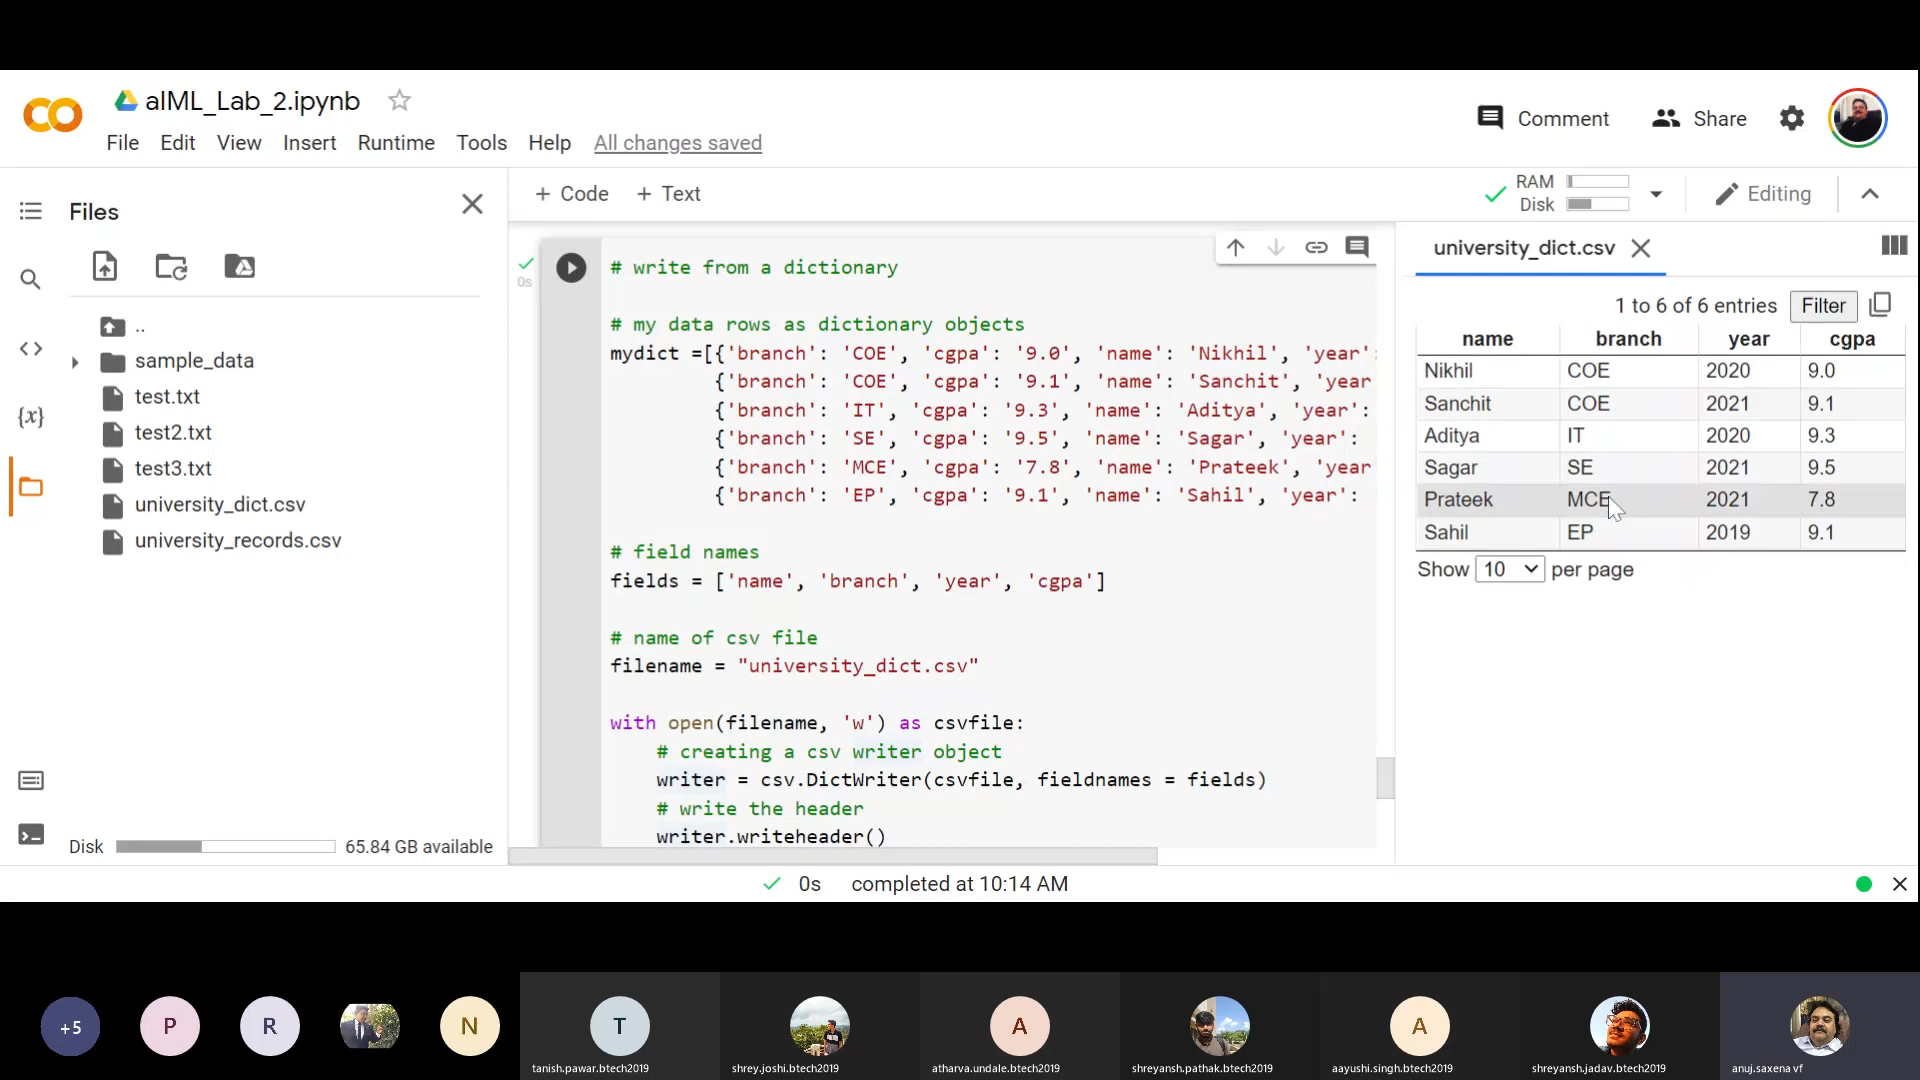 aIML_Lab_2.ipynb
File Edit View Insert Runtime Tools Help All changes saved
Comment Share
Files
+ Code + Text
RAM
Disk
Editing
..
sample_data
test.txt
test2.txt
test3.txt
university_dict.csv
university_records.csv
Disk 65.84 GB available
0s
# write from a dictionary
# my data rows as dictionary objects
mydict =[{'branch': 'COE', 'cgpa': '9.0', 'name': 'Nikhil', 'year':
{'branch': 'COE', 'cgpa': '9.1', 'name': 'Sanchit', 'year
{'branch': 'IT', 'cgpa': '9.3', 'name': 'Aditya', 'year':
{'branch': 'SE', 'cgpa': '9.5', 'name': 'Sagar', 'year':
{'branch': 'MCE', 'cgpa': '7.8', 'name': 'Prateek', 'year'
{'branch': 'EP', 'cgpa': '9.1', 'name': 'Sahil', 'year':
# field names
fields = ['name', 'branch', 'year', 'cgpa']
# name of csv file
filename = "university_dict.csv"
with open(filename, 'w') as csvfile:
# creating a csv writer object
writer = csv.DictWriter(csvfile, fieldnames = fields)
# write the header
writer.writeheader()
university_dict.csv
1 to 6 of 6 entries Filter
name branch year cgpa
Nikhil COE 2020 9.0
Sanchit COE 2021 9.1
Aditya IT 2020 9.3
Sagar SE 2021 9.5
Prateek MCE 2021 7.8
Sahil EP 2019 9.1
Show 10 per page
0s completed at 10:14 AM
+5 P R N T A A
tanish.pawar.btech2019 shrey.joshi.btech2019 atharva.undale.btech2019 shreyansh.pathak.btech2019 aayushi.singh.btech2019 shreyansh.jadav.btech2019 anuj.saxena vf